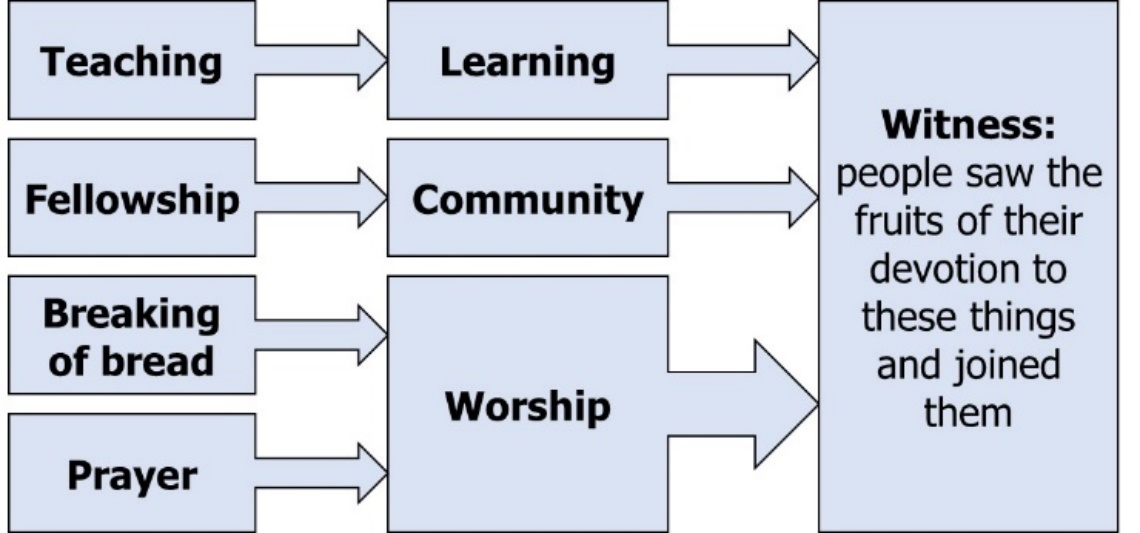 Teaching
Learning
Fellowship
Community
Breaking
of bread
Prayer
Worship
Witness:
people saw the
fruits of their
devotion to
these things
and joined
them